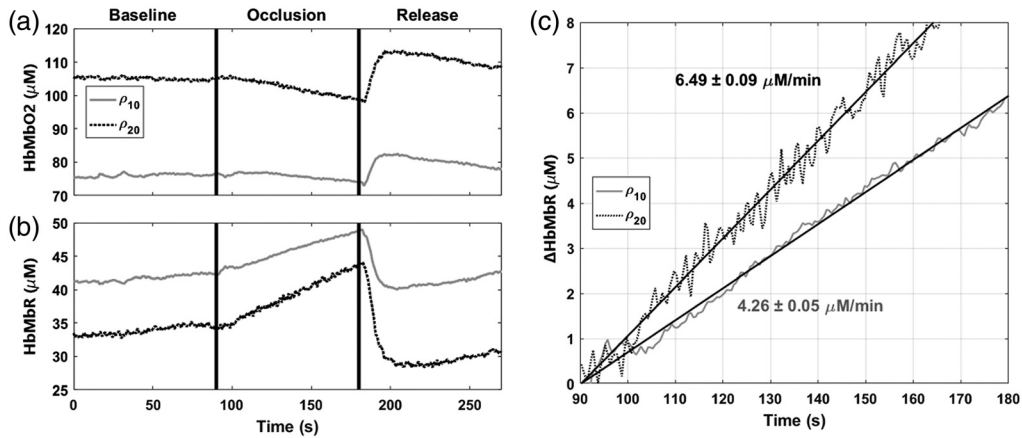 (a) Baseline Occlusion Release
120
110
100
90
80
70
HbMbO2 (μM)
ρ10
ρ20
(b)
50
45
40
35
30
25
HbMbR (μM)
0 50 100 150 200 250
Time (s)
(c)
8
7
6
5
4
3
2
1
0
ΔHbMbR (μM)
6.49 ± 0.09 μM/min
ρ10
ρ20
4.26 ± 0.05 μM/min
90 100 110 120 130 140 150 160 170 180
Time (s)